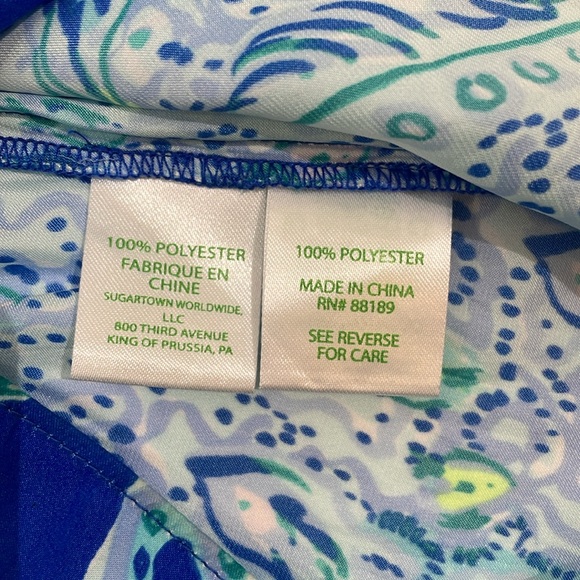 100% POLYESTER
FABRIQUE EN
CHINE
SUGARTOWN WORLDWIDE,
LLC
800 THIRD AVENUE
KING OF PRUSSIA, PA
100% POLYESTER
MADE IN CHINA
RN# 88189
SEE REVERSE
FOR CARE